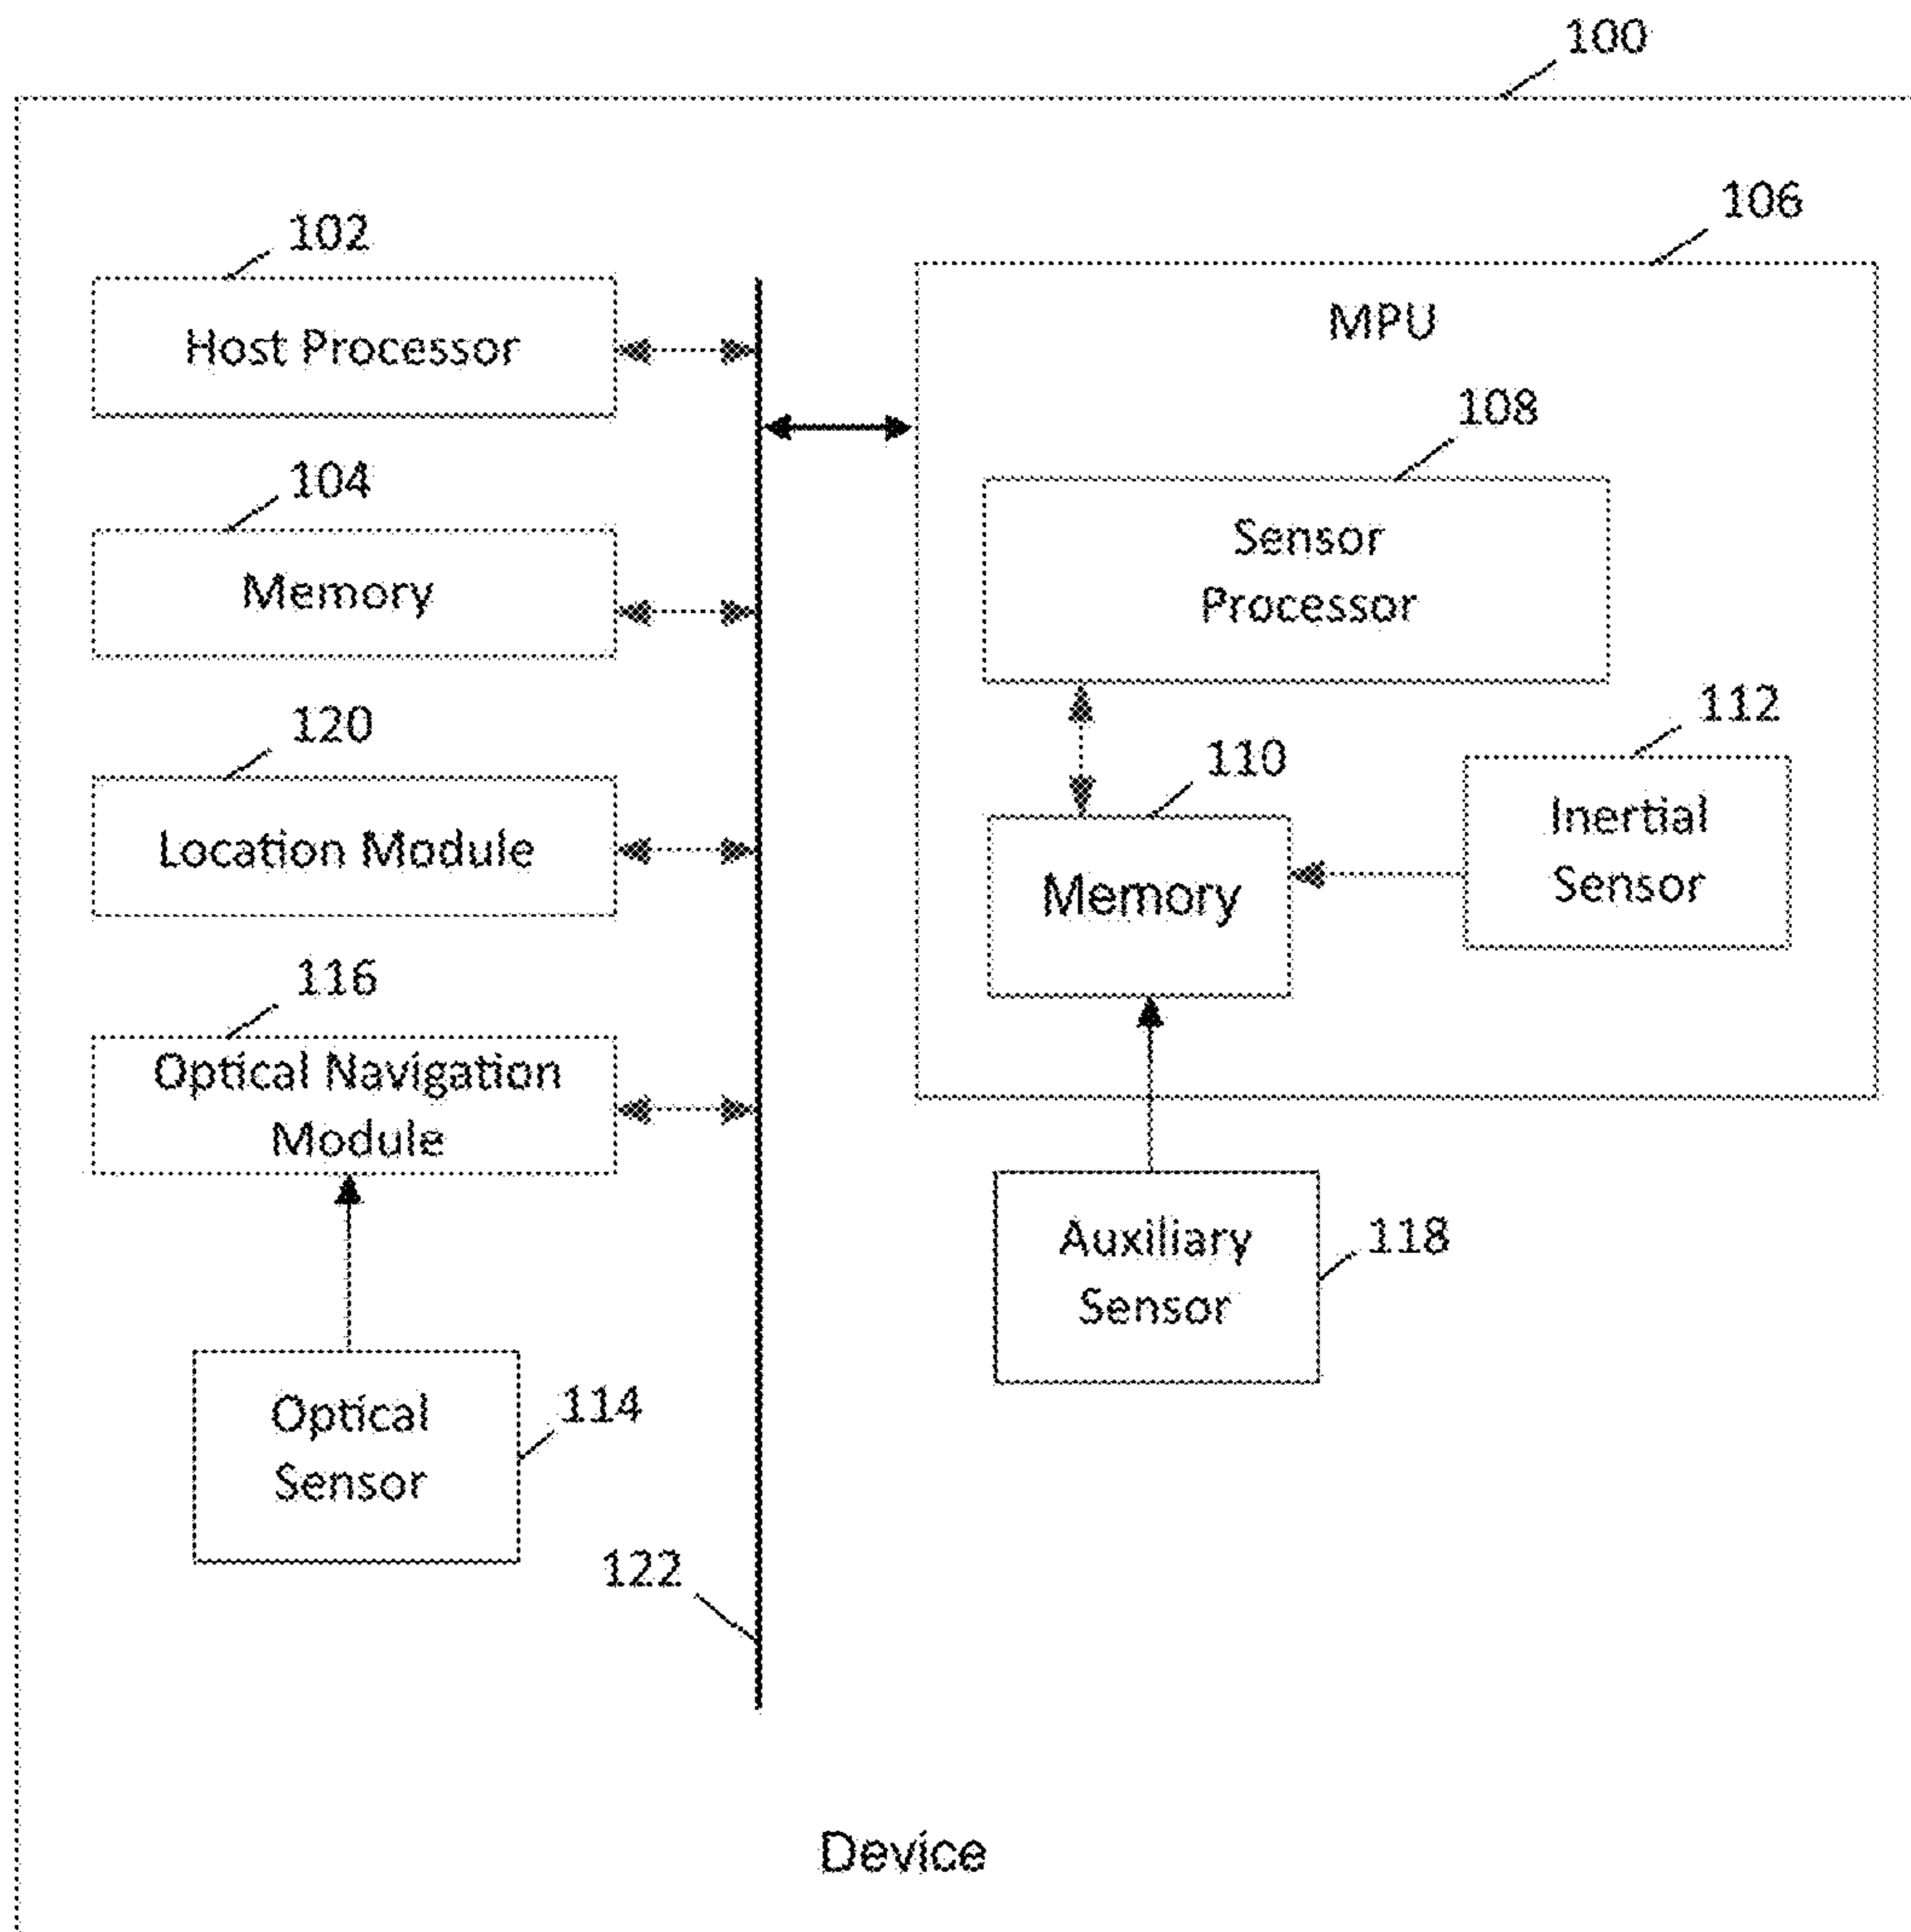 100
102
Host Processor
104
Memory
120
Location Module
116
Optical Navigation
Module
Optical
Sensor
114
122
106
MPU
108
Sensor
Processor
110
Memory
112
Inertial
Sensor
Auxiliary
Sensor
118
Device